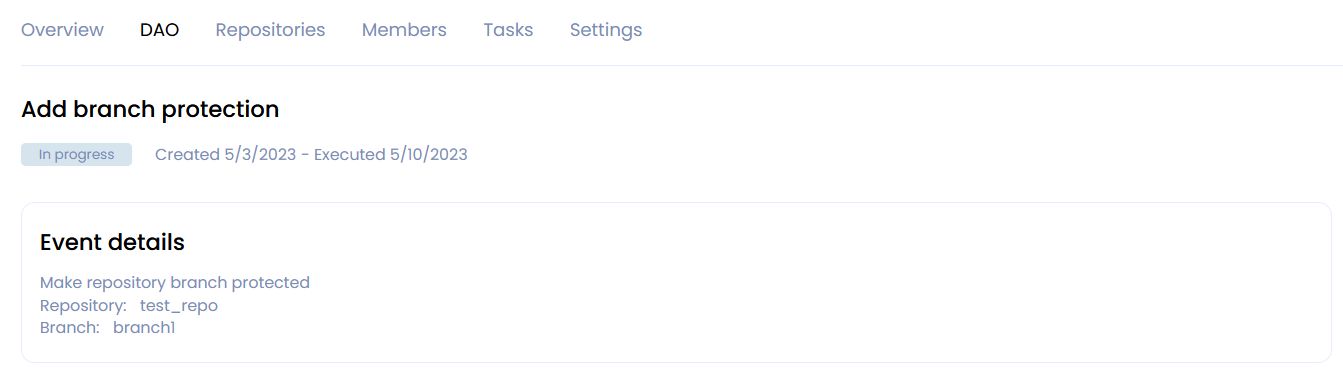 Overview DAO Repositories Members Tasks Settings
Add branch protection
In progress Created 5/3/2023 - Executed 5/10/2023
Event details
Make repository branch protected
Repository: test_repo
Branch: branch1